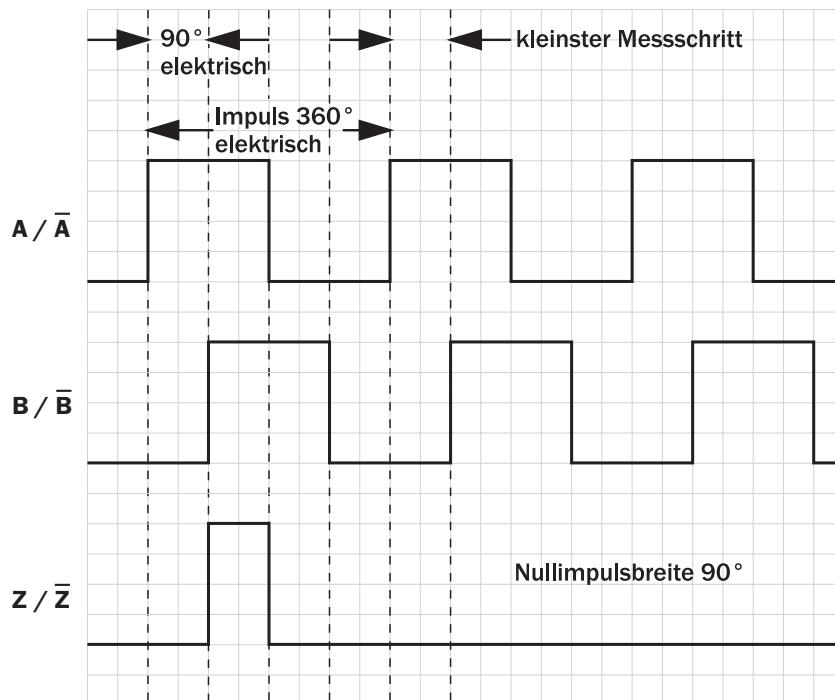 90° 
elektrisch
kleinster Messschritt
Impuls 360°
elektrisch
A / A̅
B / B̅
Z / Z̅
Nullimpulsbreite 90°